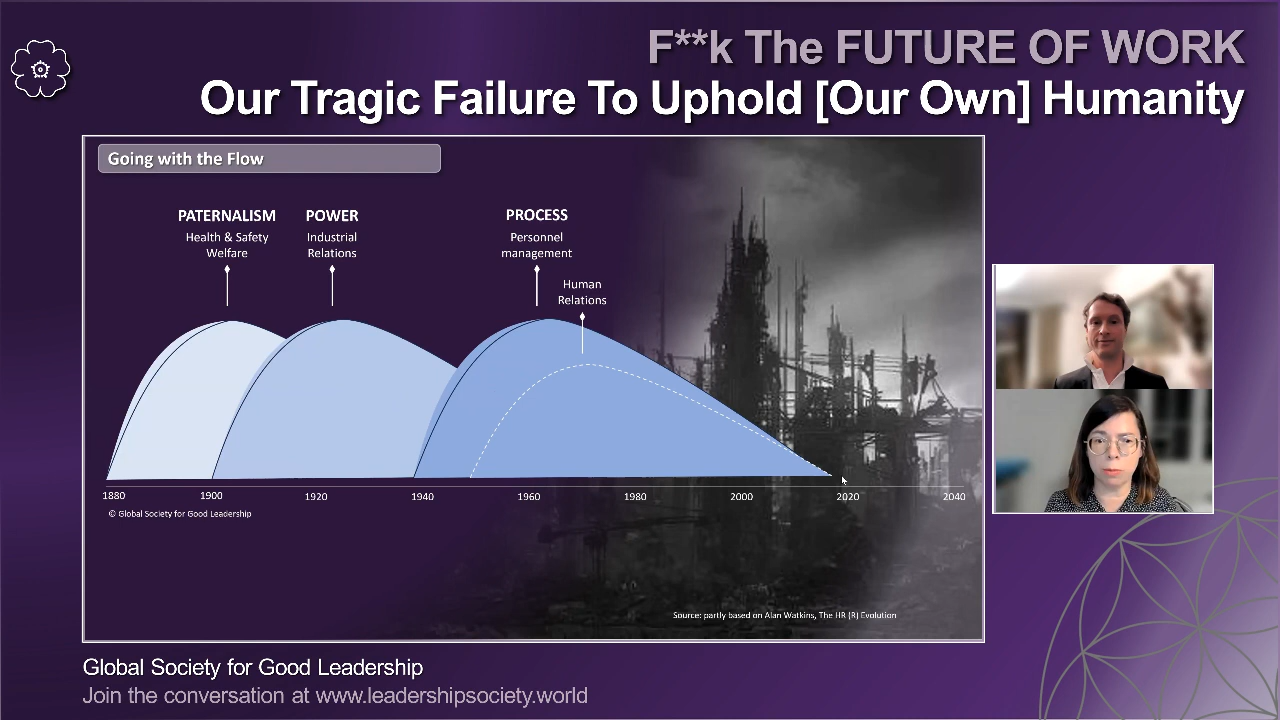 F**k The FUTURE OF WORK
Our Tragic Failure To Uphold [Our Own] Humanity
Going with the Flow
PATERNALISM
Health & Safety
Welfare
POWER
Industrial
Relations
PROCESS
Personnel
management
Human
Relations
1880 1900 1920 1940 1960 1980 2000 2020 2040
© Global Society for Good Leadership
Source: partly based on Alan Watkins, The HR (R) Evolution
Global Society for Good Leadership
Join the conversation at www.leadershipsociety.world